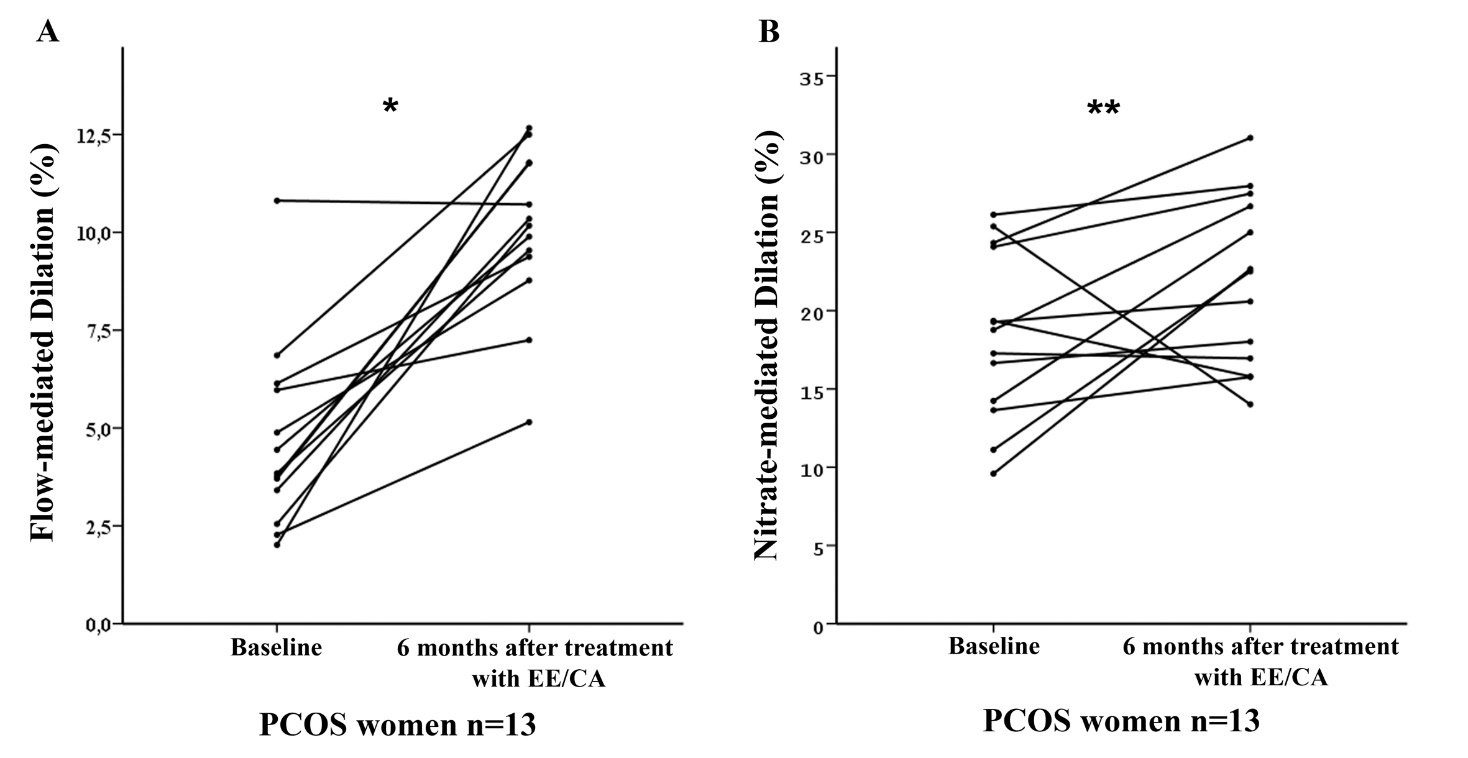 A
*
Flow-mediated Dilation (%)
12,5
10,0
7,5
5,0
2,5
0,0
Baseline
6 months after treatment
with EE/CA
PCOS women n=13
B
**
Nitrate-mediated Dilation (%)
35
30
25
20
15
10
5
0
Baseline
6 months after treatment
with EE/CA
PCOS women n=13